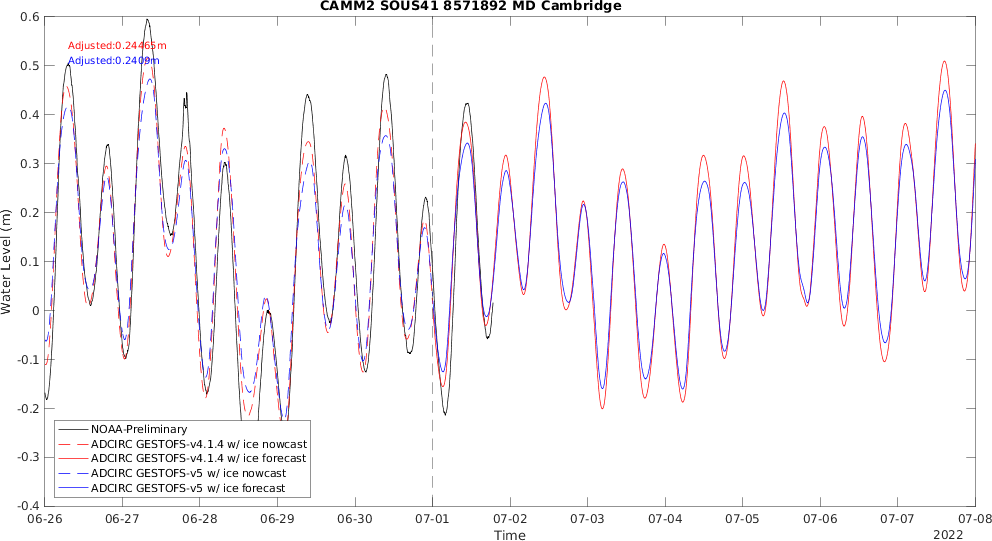 CAMM2 SOUS41 8571892 MD Cambridge
0.6
0.5
0.4
0.3
0.2
0.1
0
-0.1
-0.2
-0.3
-0.4
Water Level (m)
Adjusted:0.24465m
Adjusted:0.2409m
NOAA-Preliminary
ADCIRC GESTOFS-v4.1.4 w/ ice nowcast
ADCIRC GESTOFS-v4.1.4 w/ ice forecast
ADCIRC GESTOFS-v5 w/ ice nowcast
ADCIRC GESTOFS-v5 w/ ice forecast
06-26 06-27 06-28 06-29 06-30 07-01 07-02 07-03 07-04 07-05 07-06 07-07 07-08
Time
2022